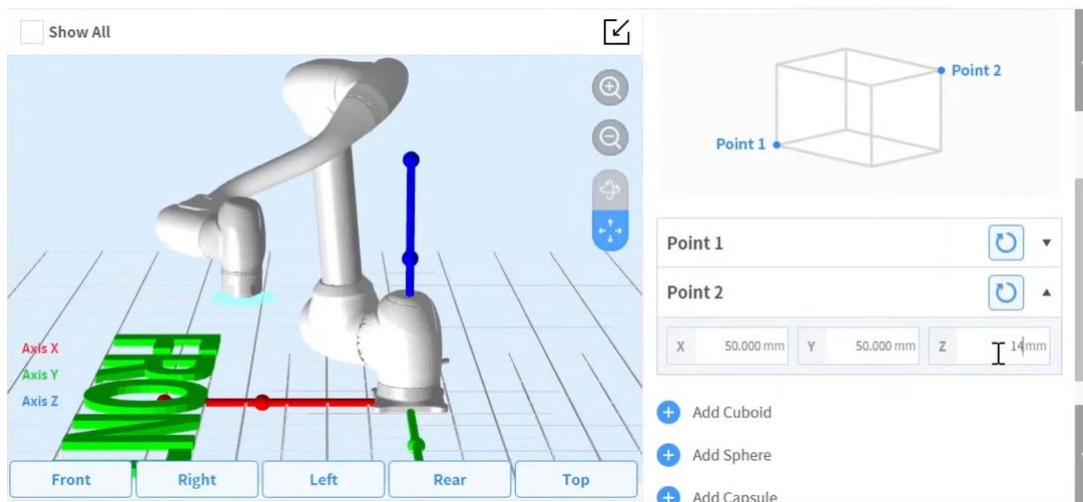 Show All
FRONT
Axis X
Axis Y
Axis Z
Front
Right
Left
Rear
Top
Point 2
Point 1
Point 1
Point 2
X 50.000 mm Y 50.000 mm Z 14mm
Add Cuboid
Add Sphere
Add Capsule